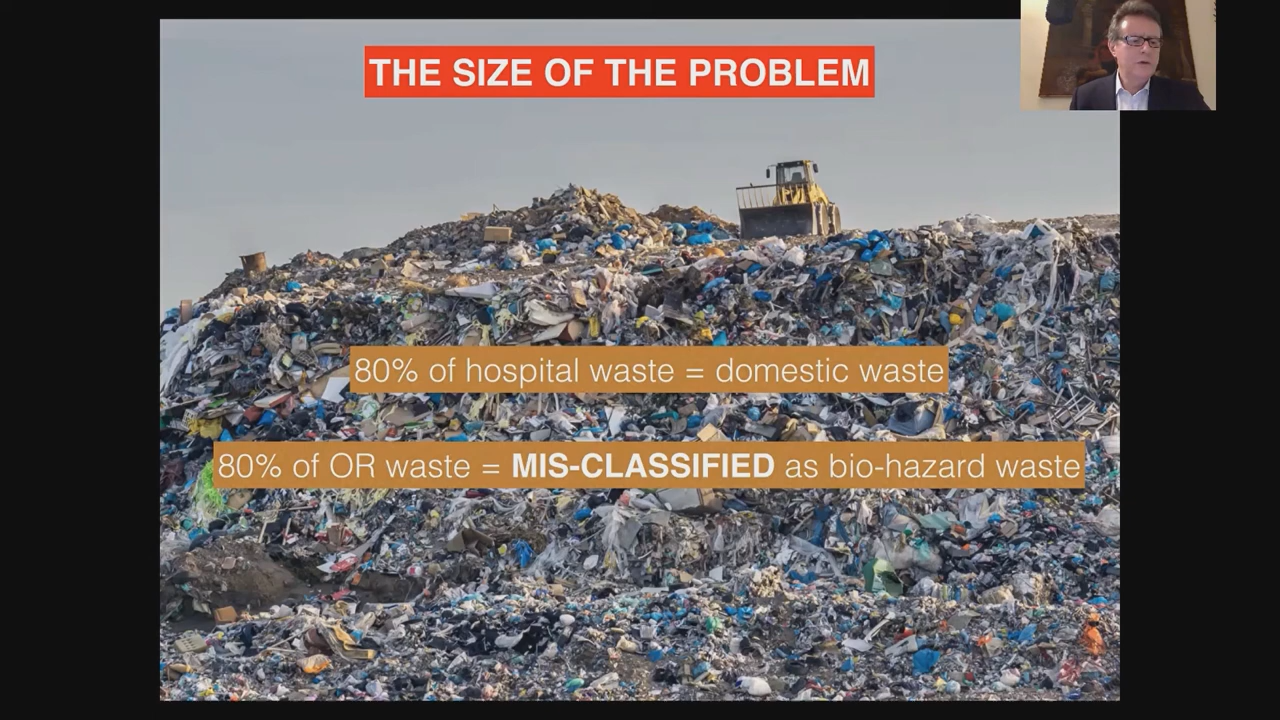 THE SIZE OF THE PROBLEM
80% of hospital waste = domestic waste
80% of OR waste = MIS-CLASSIFIED as bio-hazard waste